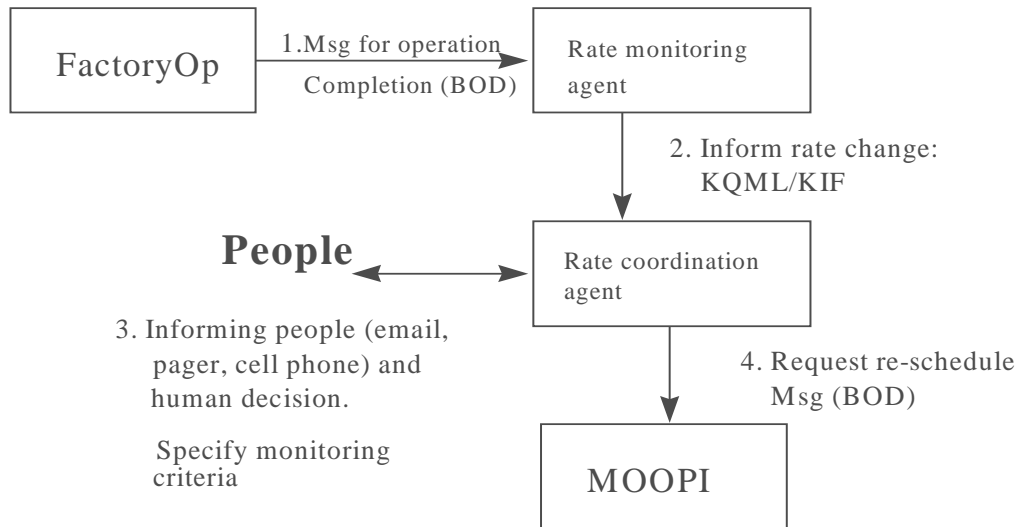 FactoryOp
1.Msg for operation
Completion (BOD)
Rate monitoring
agent
2. Inform rate change:
KQML/KIF
People
Rate coordination
agent
3. Informing people (email,
pager, cell phone) and
human decision.
Specify monitoring
criteria
4. Request re-schedule
Msg (BOD)
MOOPI